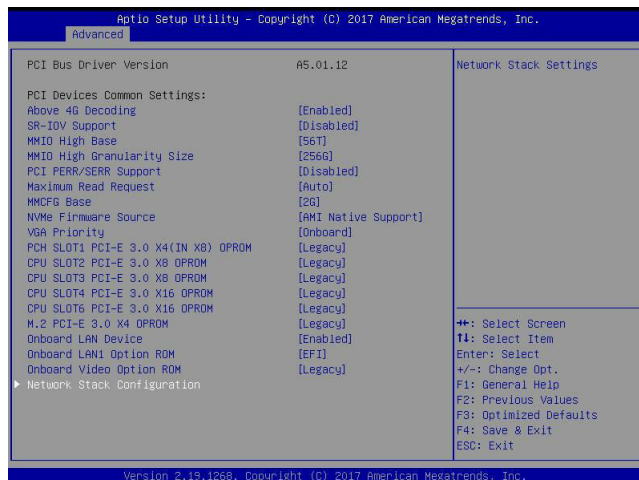 Aptio Setup Utility – Copyright (C) 2017 American Megatrends, Inc.
Advanced
PCI Bus Driver Version A5.01.12
PCI Devices Common Settings:
Above 4G Decoding [Enabled]
SR-IOV Support [Disabled]
MMIO High Base [56T]
MMIO High Granularity Size [256G]
PCI PERR/SERR Support [Disabled]
Maximum Read Request [Auto]
MMCFG Base [2G]
NVMe Firmware Source [AMI Native Support]
VGA Priority [Onboard]
PCH SLOT1 PCI-E 3.0 X4(IN X8) OPROM [Legacy]
CPU SLOT2 PCI-E 3.0 X8 OPROM [Legacy]
CPU SLOT3 PCI-E 3.0 X8 OPROM [Legacy]
CPU SLOT4 PCI-E 3.0 X16 OPROM [Legacy]
CPU SLOT6 PCI-E 3.0 X16 OPROM [Legacy]
M.2 PCI-E 3.0 X4 OPROM [Legacy]
Onboard LAN Device [Enabled]
Onboard LAN1 Option ROM [EFI]
Onboard Video Option ROM [Legacy]
Network Stack Configuration
Network Stack Settings
→←: Select Screen
↑↓: Select Item
Enter: Select
+/-: Change Opt.
F1: General Help
F2: Previous Values
F3: Optimized Defaults
F4: Save & Exit
ESC: Exit
Version 2.19.1268. Copyright (C) 2017 American Megatrends, Inc.